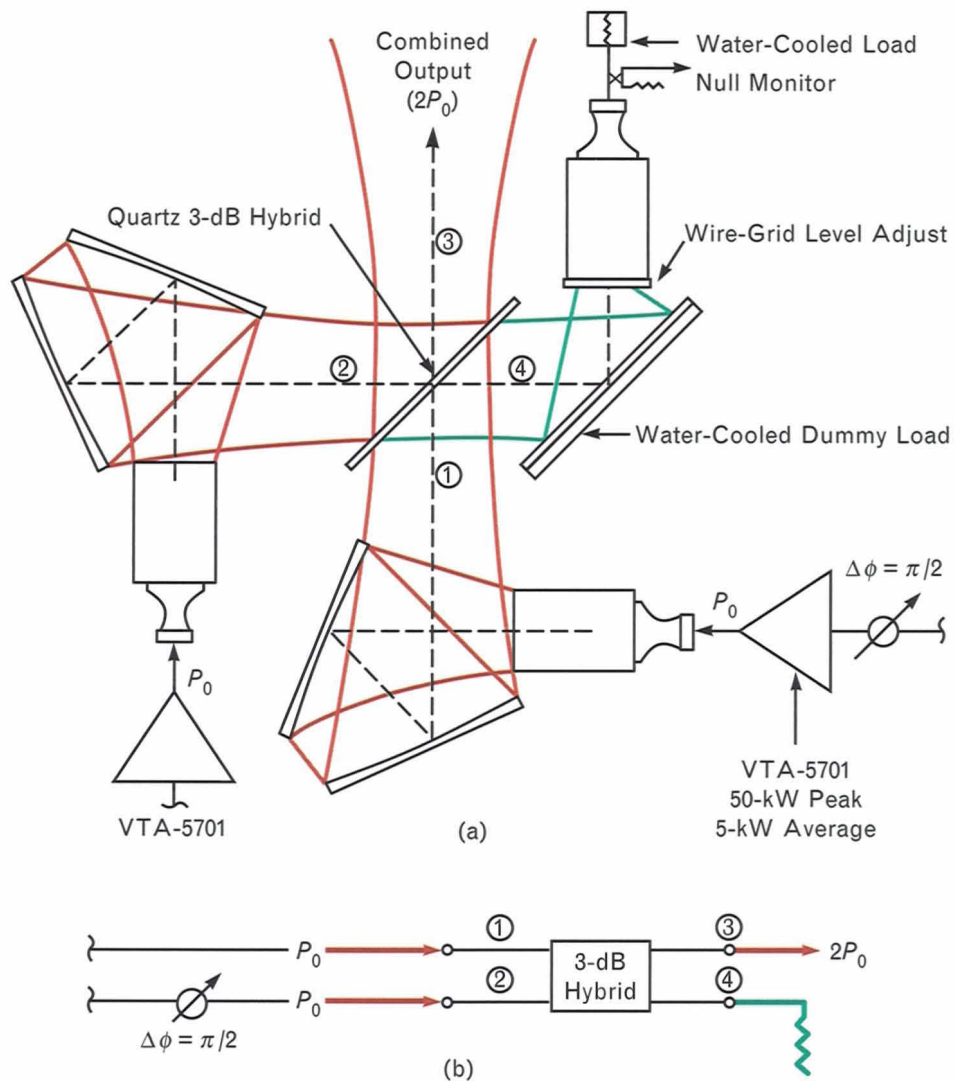 Combined
Output
(2P₀)
Water-Cooled Load
Null Monitor
Quartz 3-dB Hybrid
③
Wire-Grid Level Adjust
②
④
Water-Cooled Dummy Load
①
Δϕ = π/2
P₀
P₀
VTA-5701
50-kW Peak
5-kW Average
VTA-5701
(a)
P₀
①
③
2P₀
3-dB
Hybrid
P₀
②
④
Δϕ = π/2
(b)